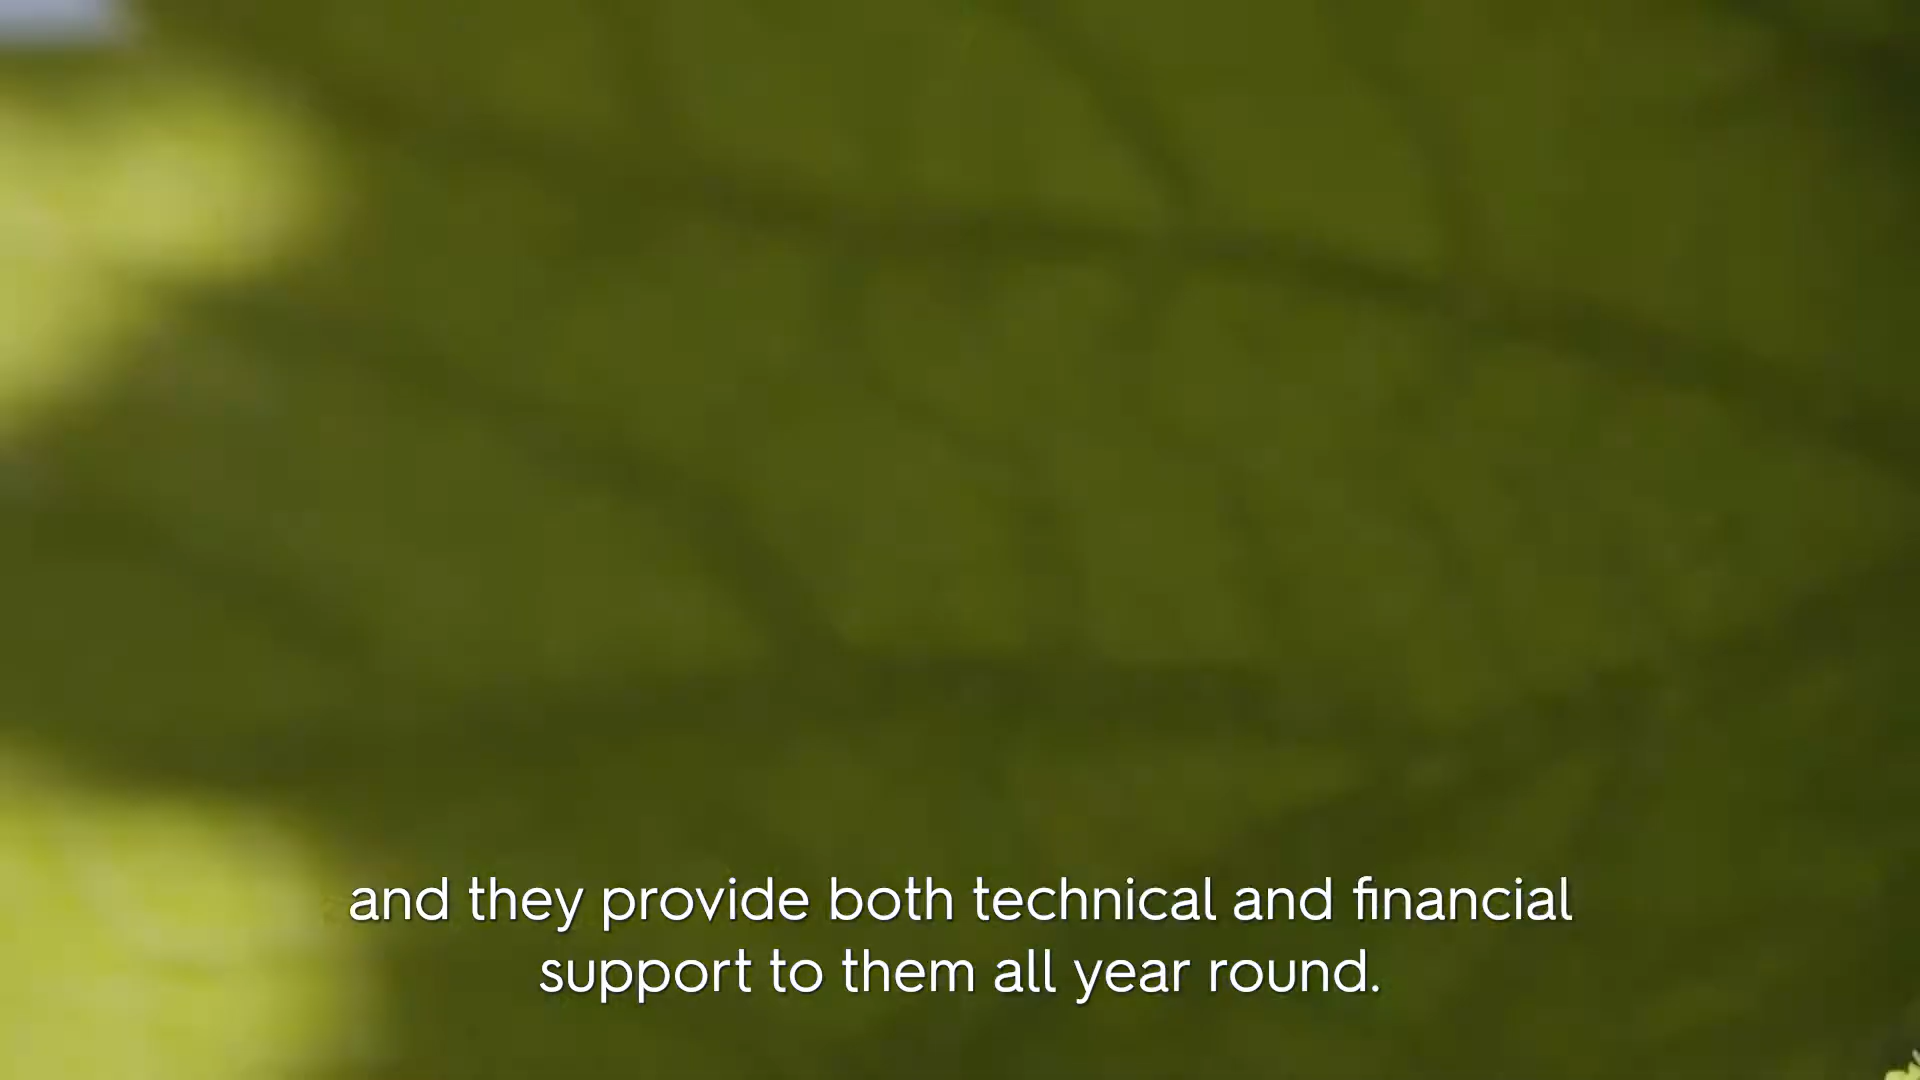 and they provide both technical and financial
support to them all year round.